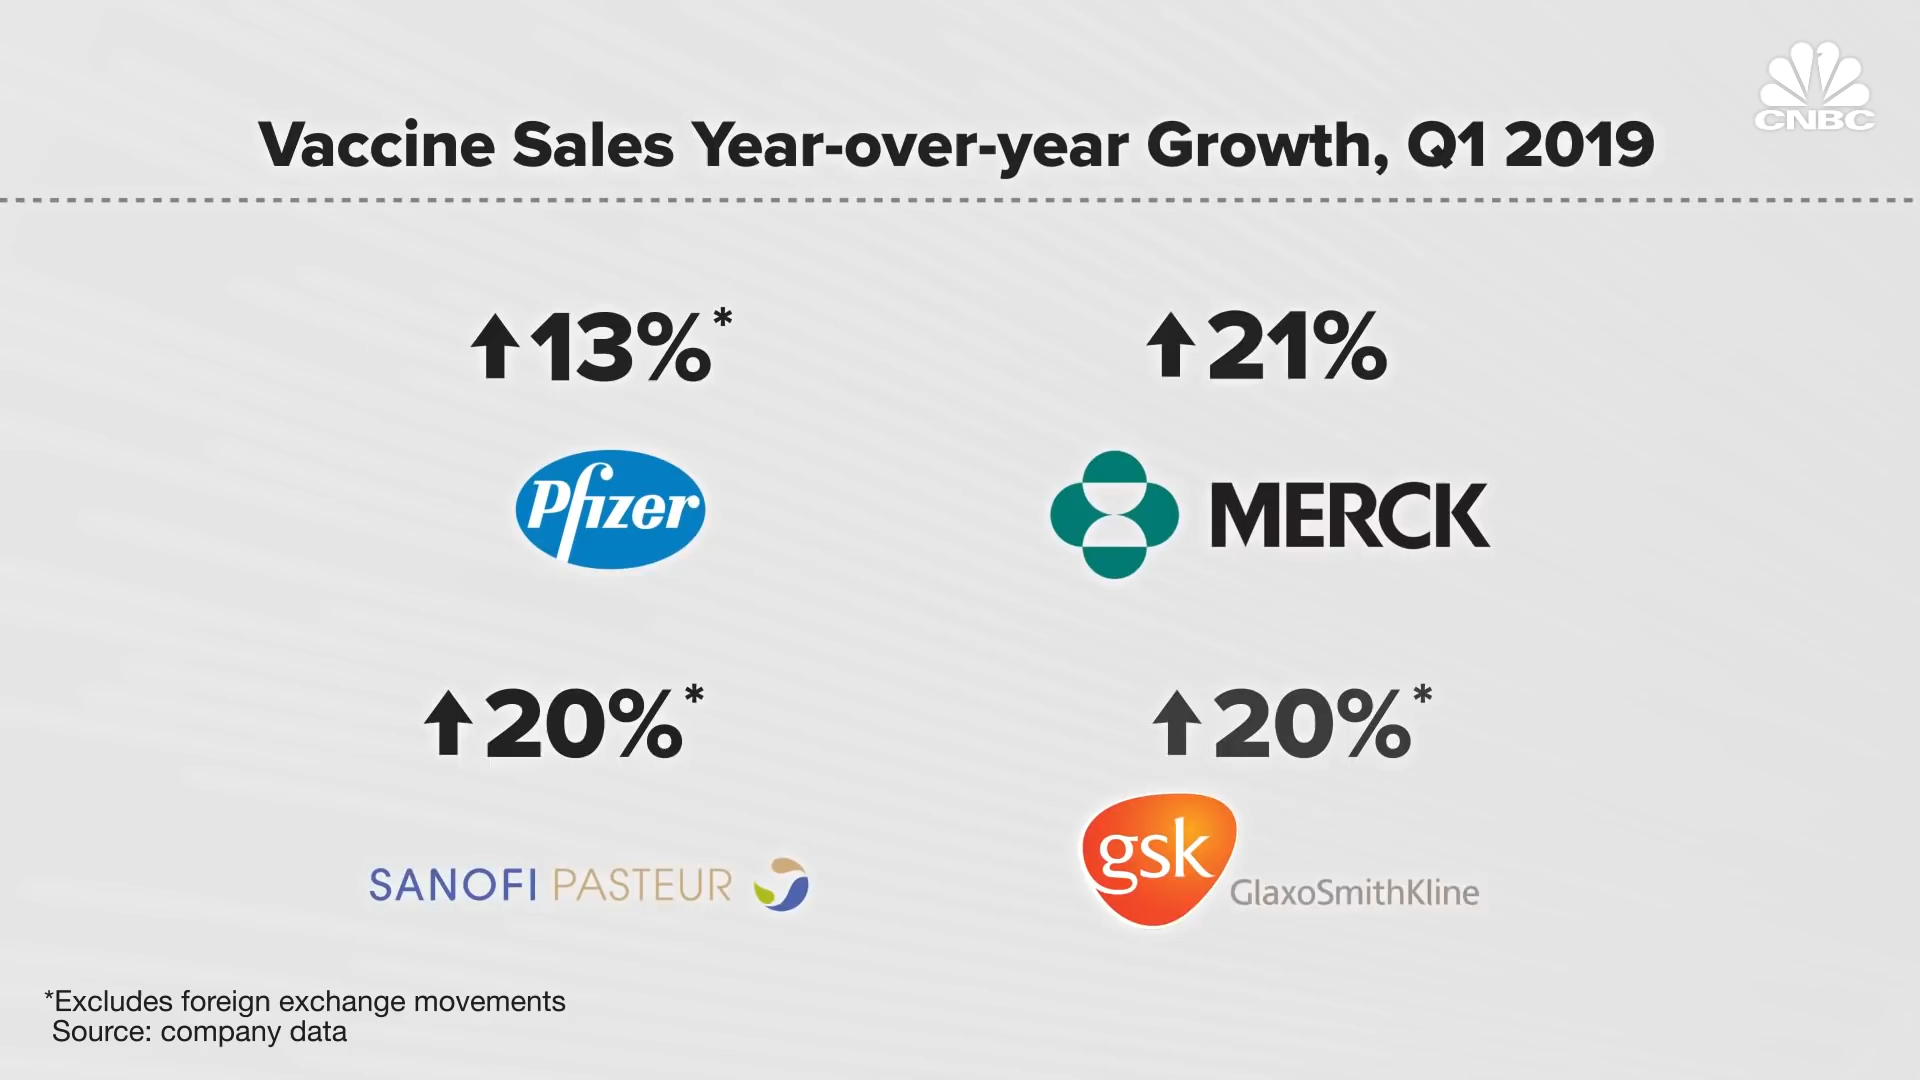 CNBC
Vaccine Sales Year-over-year Growth, Q1 2019
13%*
21%
Pfizer
MERCK
20%*
20%*
SANOFI PASTEUR
gsk
GlaxoSmithKline
*Excludes foreign exchange movements
Source: company data